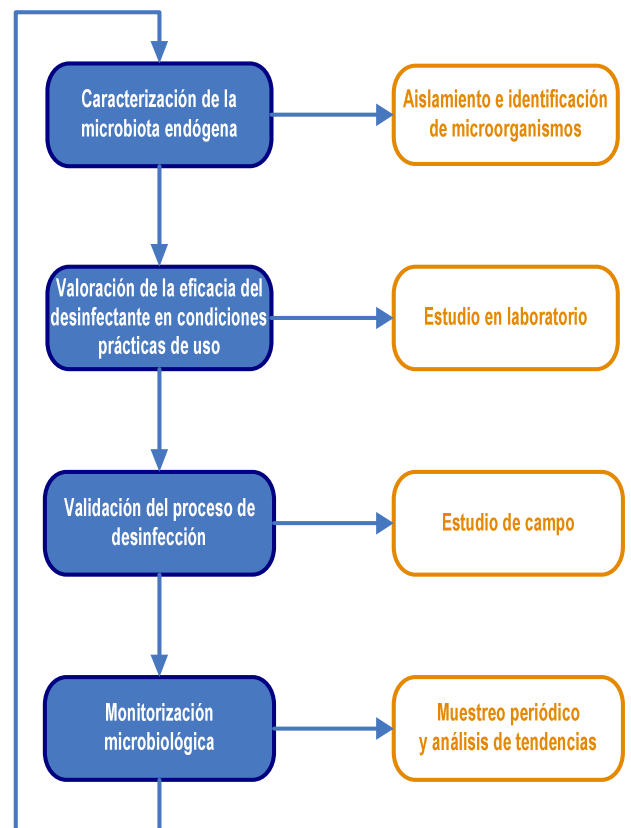 Caracterización de la
microbiota endógena
Aislamiento e identificación
de microorganismos
Valoración de la eficacia del
desinfectante en condiciones
prácticas de uso
Estudio en laboratorio
Validación del proceso de
desinfección
Estudio de campo
Monitorización
microbiológica
Muestreo periódico
y análisis de tendencias